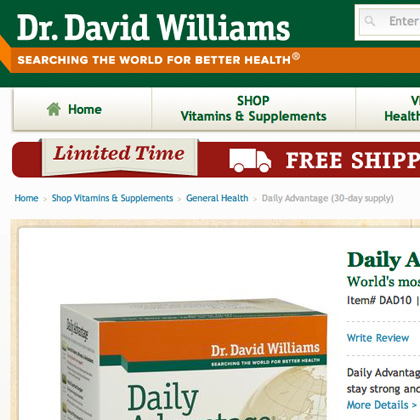 Dr. David Williams
Enter
SEARCHING THE WORLD FOR BETTER HEALTH®
Home
SHOP
Vitamins & Supplements
V
Health
Limited Time
FREE SHIPP
Home > Shop Vitamins & Supplements > General Health > Daily Advantage (30-day supply)
Daily A
World's mos
Item# DAD10 |
Write Review
Daily Advantag
stay strong and
More Details >
Dr. David Williams
SEARCHING THE WORLD FOR BETTER HEALTH
Daily
Advantage
Daily Advantage